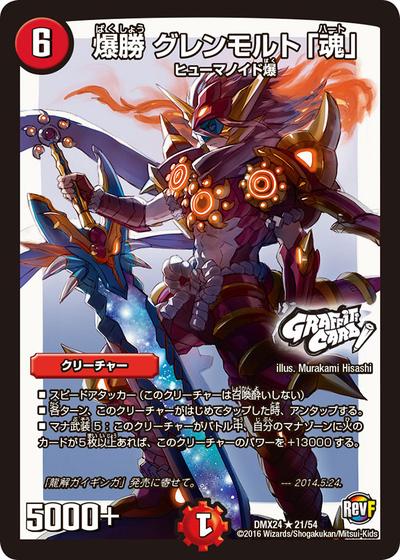 6
ばくしょう ハート
爆勝 グレンモルト「魂」
ばく
ヒューマノイド爆
GRAFFITI CARD!
illus. Murakami Hisashi
クリーチャー
■ スピードアタッカー (このクリーチャーは召喚酔いしない)
■ 各ターン、このクリーチャーがはじめてタップした時、アンタップする。
■ マナ武装 5：このクリーチャーがバトル中、自分のマナゾーンに火の
カードが5枚以上あれば、このクリーチャーのパワーを +13000 する。
「龍解ガイギンガ」発売に寄せて。 --- 2014.5.24.
5000+
1
RevF
DMX24 ★ 21/54
©2016 Wizards/Shogakukan/Mitsui-Kids